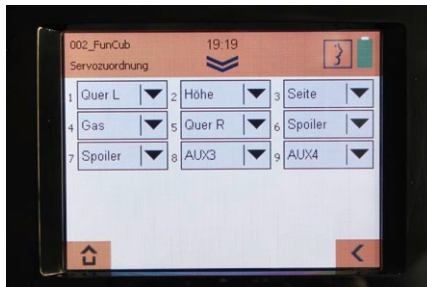 002_FunCub 19:19
Servozuordnung
1 Quer L 2 Höhe 3 Seite
4 Gas 5 Quer R 6 Spoiler
7 Spoiler 8 AUX3 9 AUX4